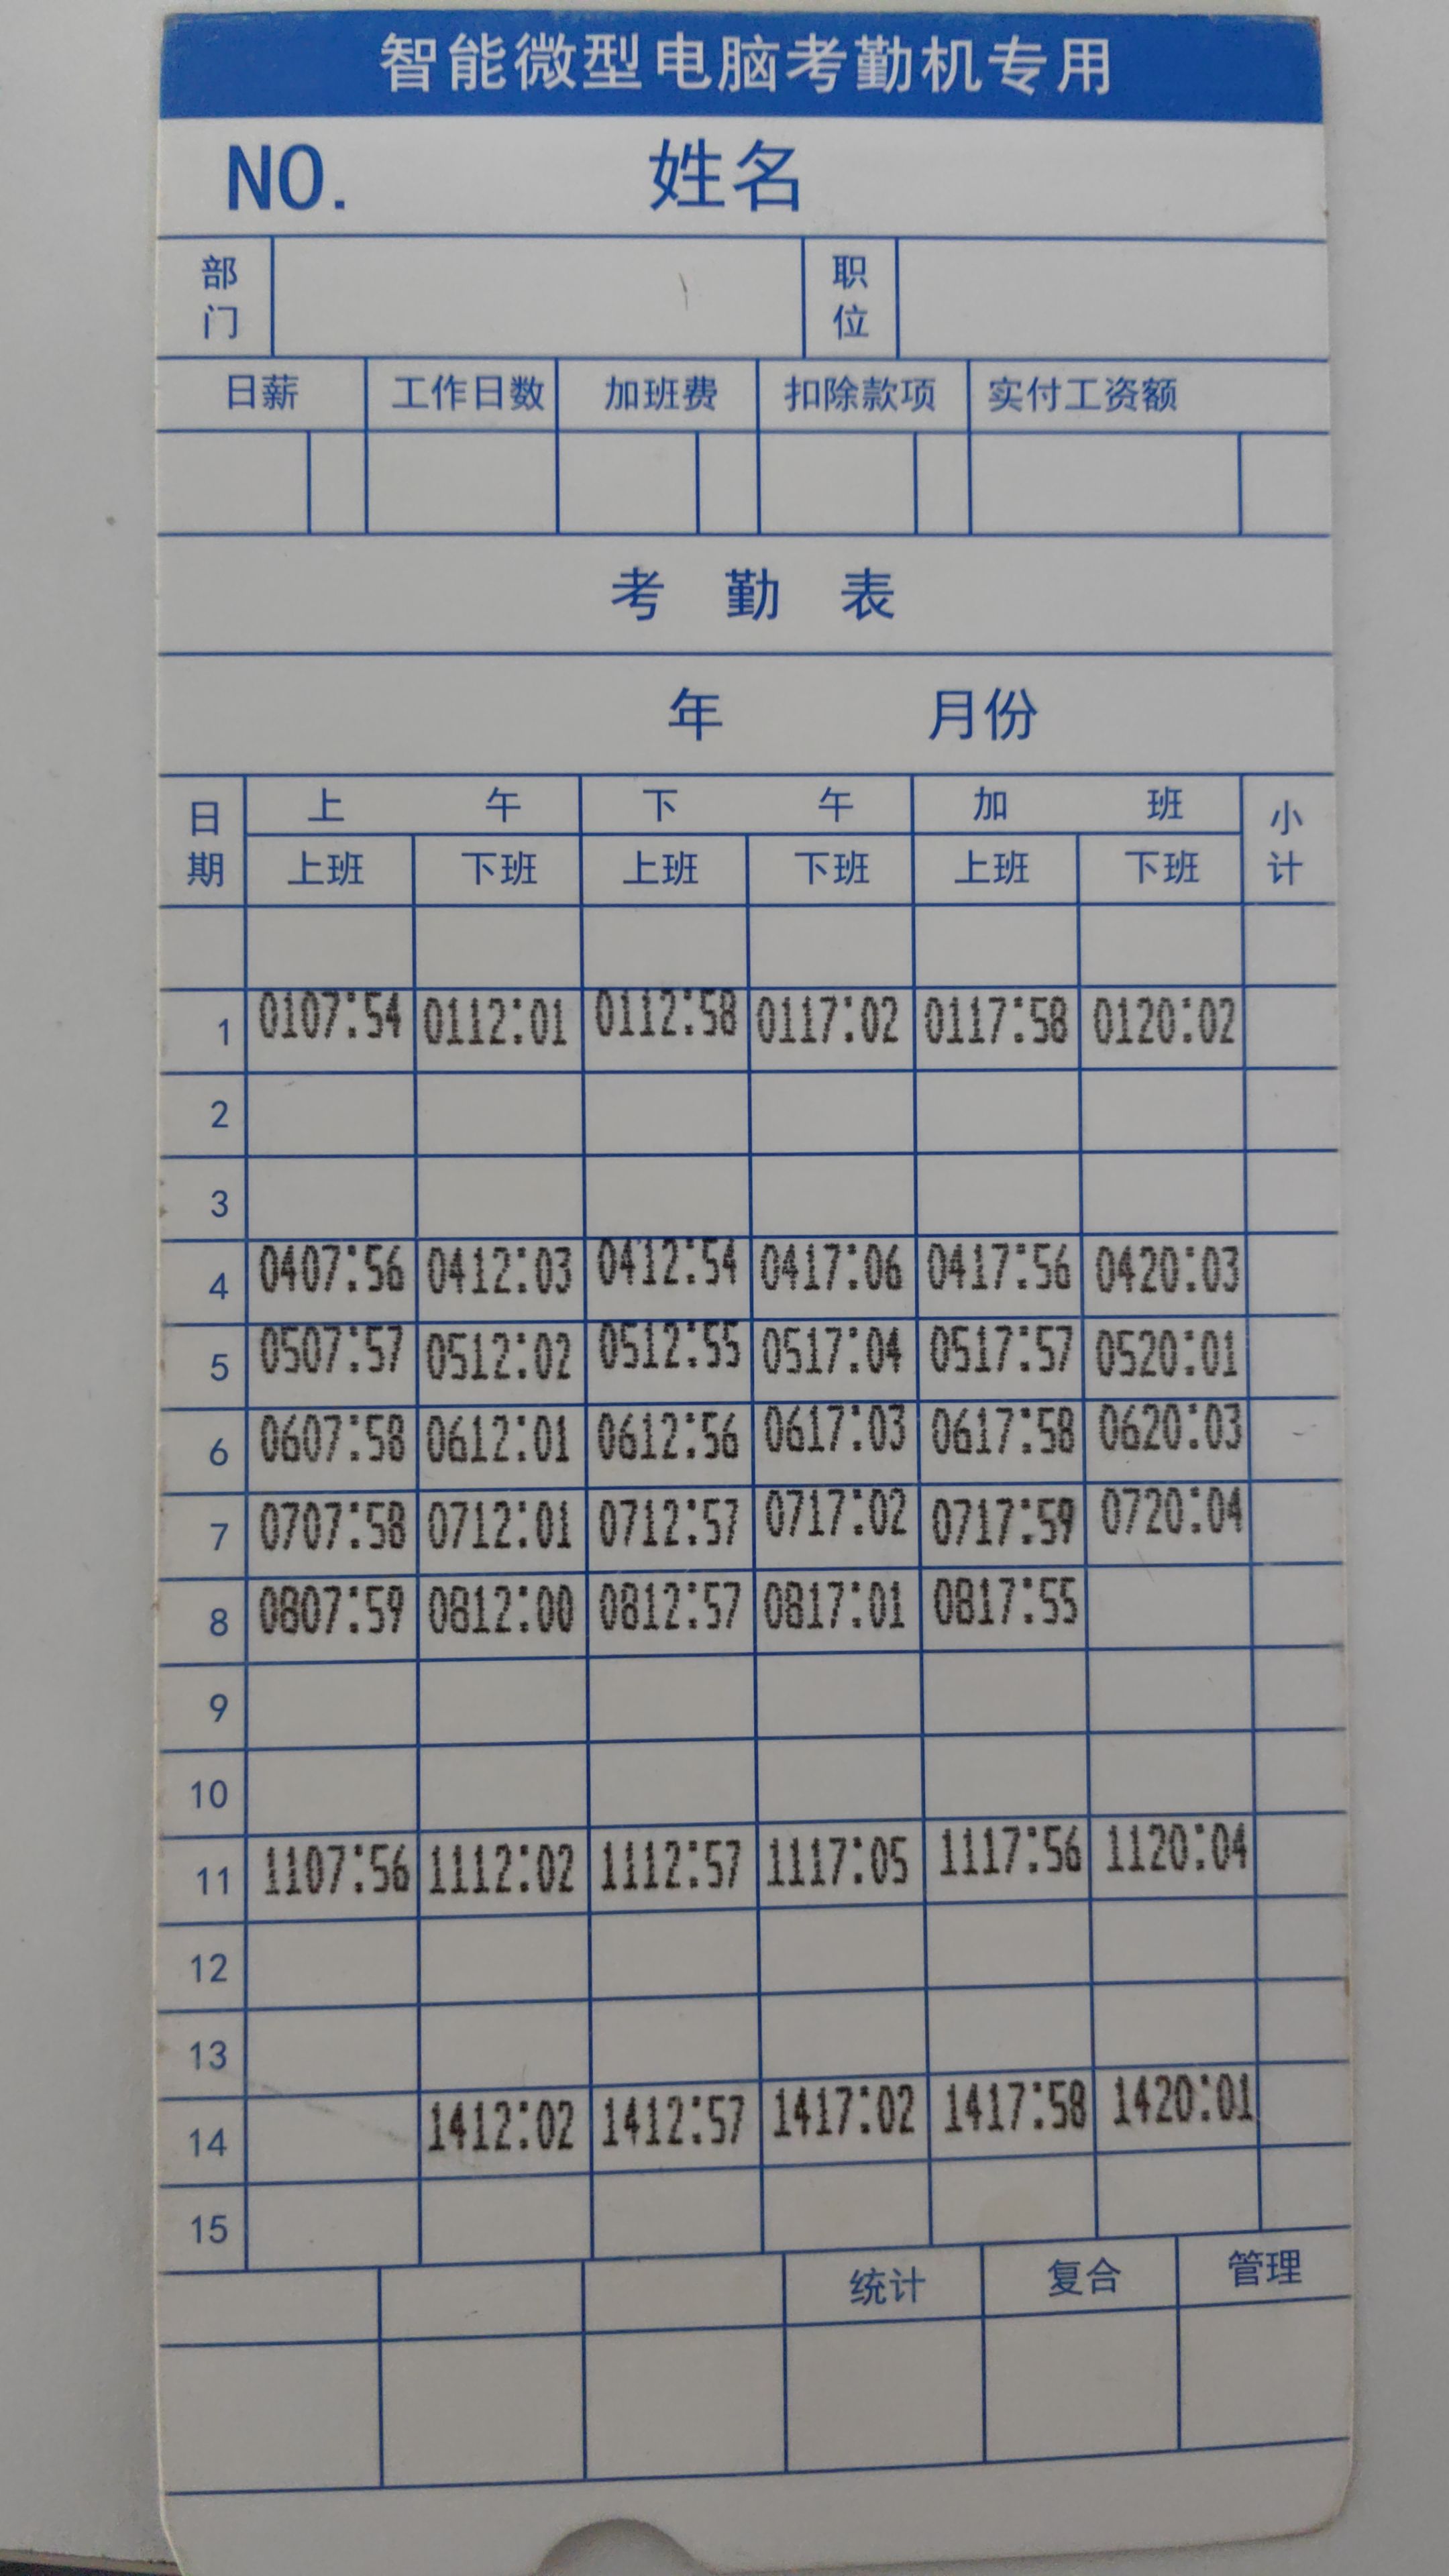 智能微型电脑考勤机专用
NO. 姓名
部门 职位
日薪 工作日数 加班费 扣除款项 实付工资额
考勤表
年 月份
日期 上午 下午 加班 小计
上班 下班 上班 下班 上班 下班
1 0107:54 0112:01 0112:58 0117:02 0117:58 0120:02
2
3
4 0407:56 0412:03 0412:54 0417:06 0417:56 0420:03
5 0507:57 0512:02 0512:55 0517:04 0517:57 0520:01
6 0607:58 0612:01 0612:56 0617:03 0617:58 0620:03
7 0707:58 0712:01 0712:57 0717:02 0717:59 0720:04
8 0807:59 0812:00 0812:57 0817:01 0817:55
9
10
11 1107:56 1112:02 1112:57 1117:05 1117:56 1120:04
12
13
14 1412:02 1412:57 1417:02 1417:58 1420:01
15
统计 复合 管理